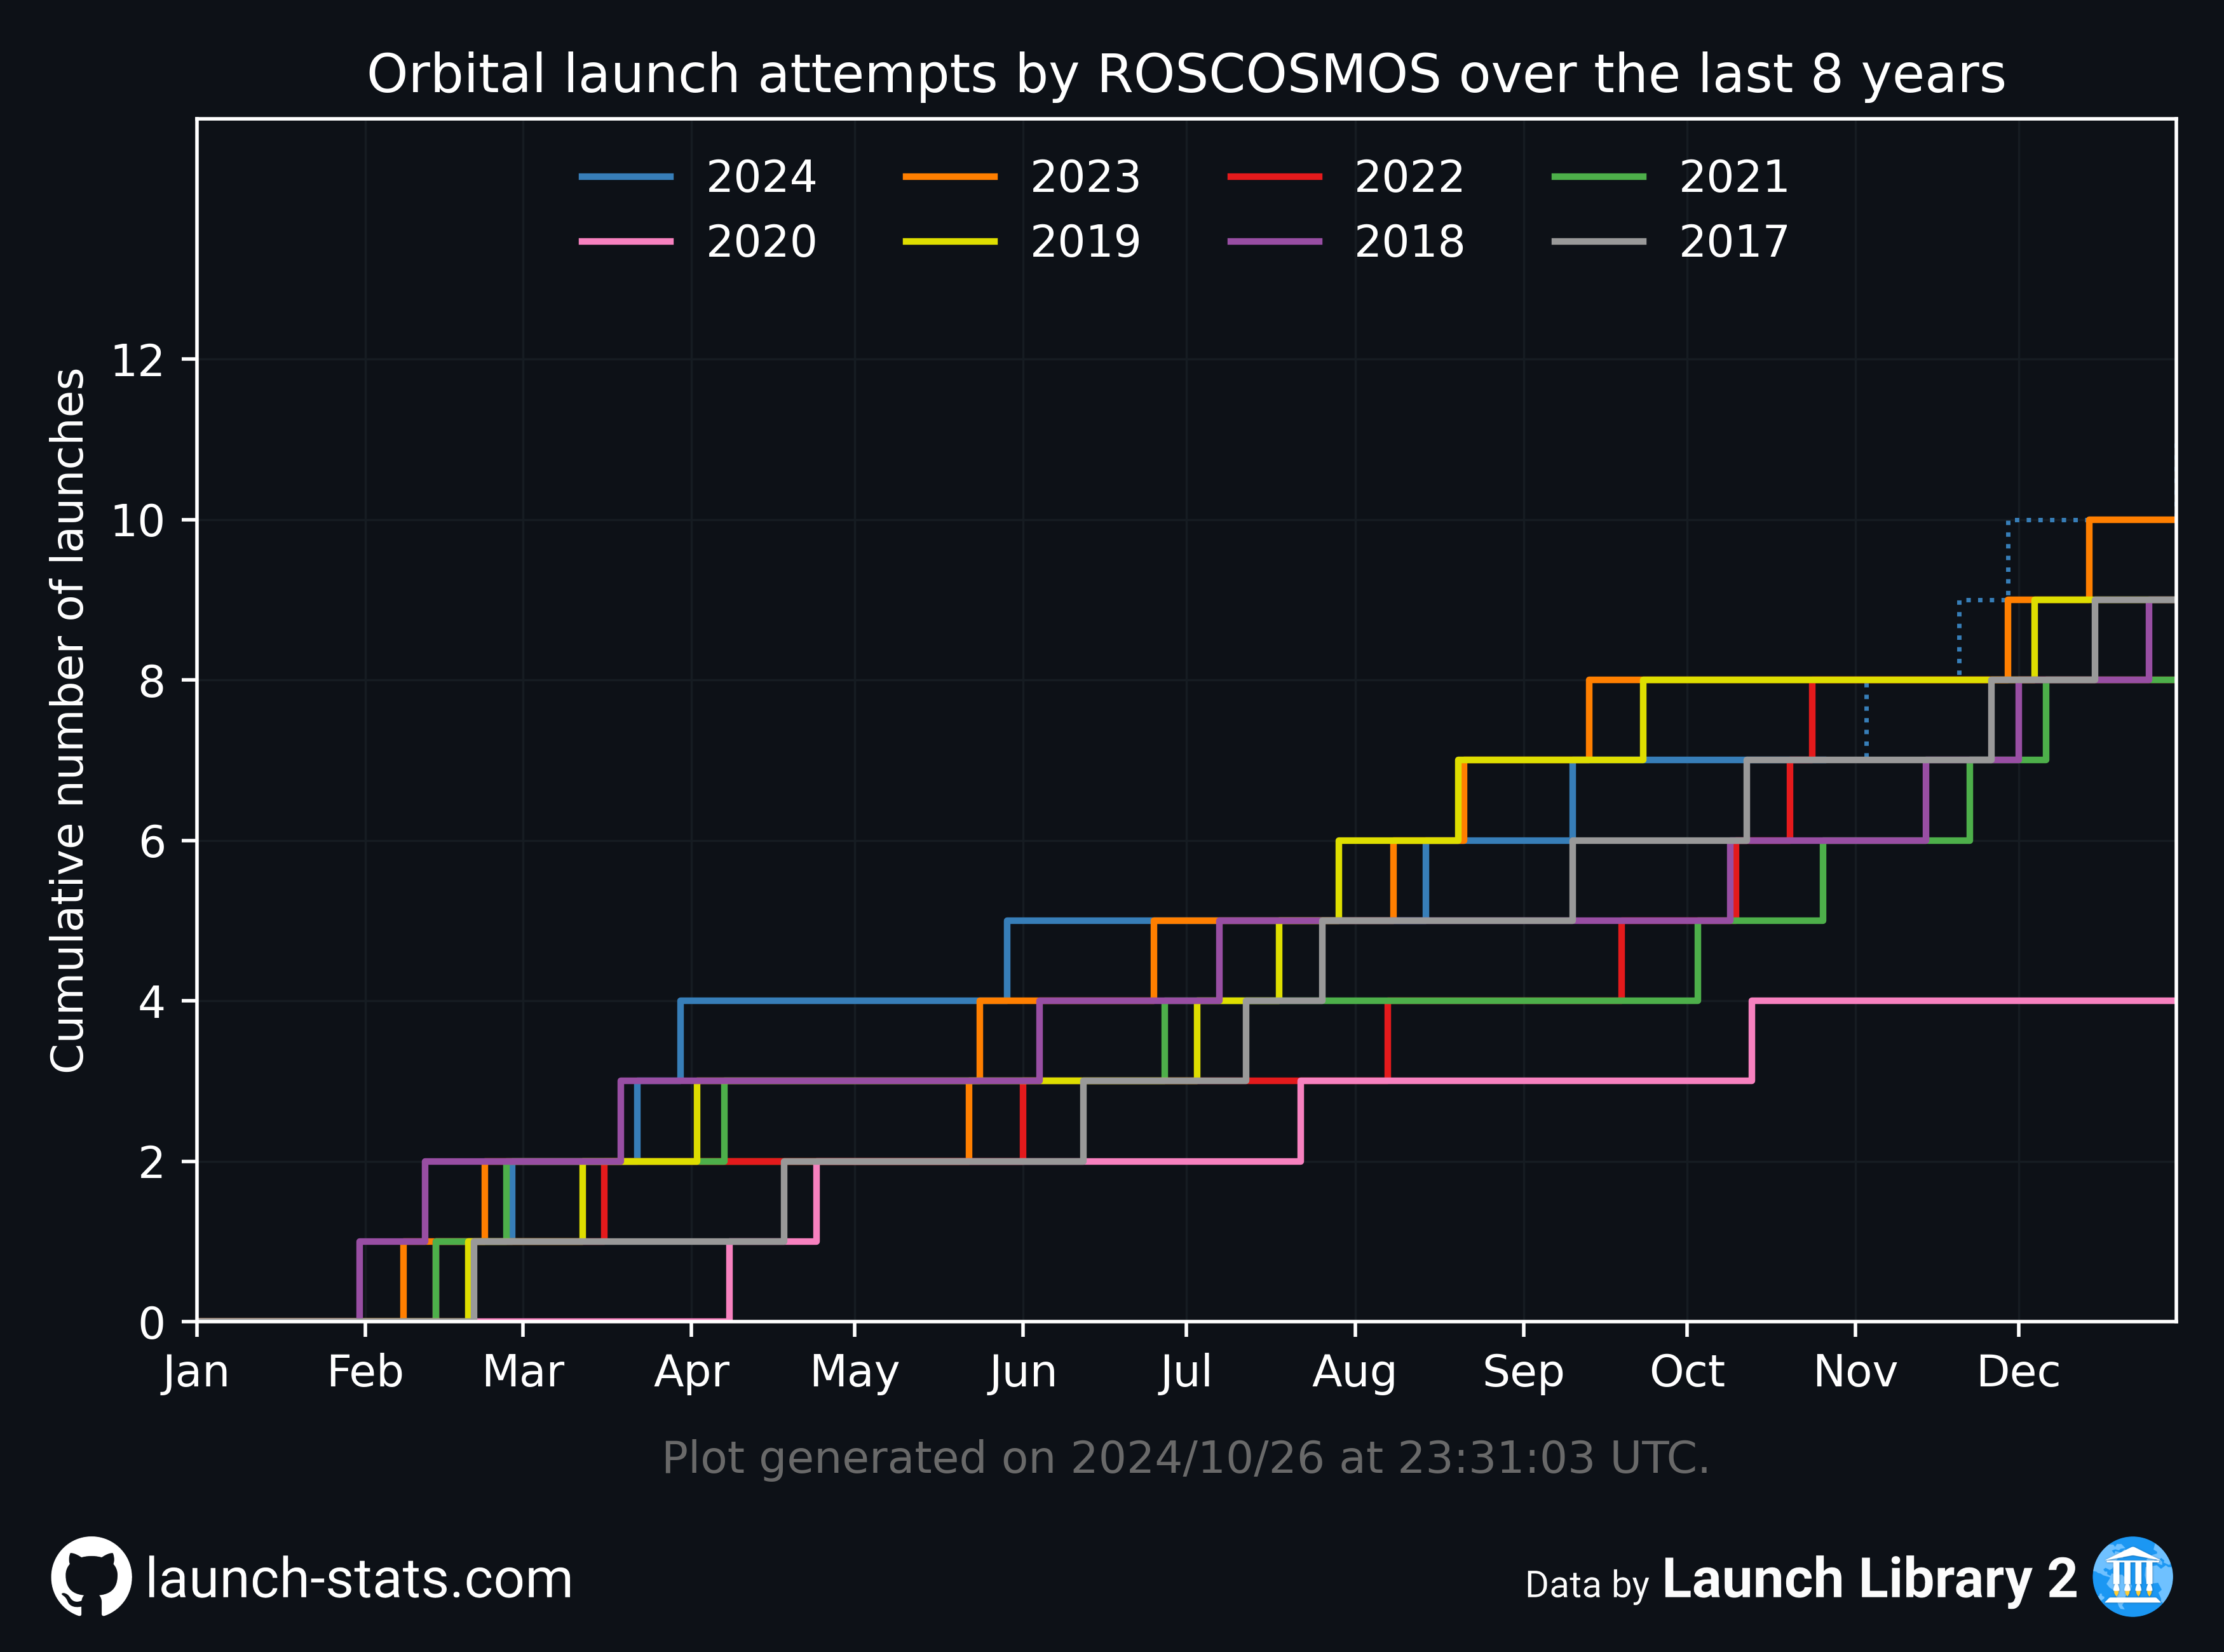 Orbital launch attempts by ROSCOSMOS over the last 8 years
2024 2023 2022 2021
2020 2019 2018 2017
Cumulative number of launches
12
10
8
6
4
2
0
Jan Feb Mar Apr May Jun Jul Aug Sep Oct Nov Dec
Plot generated on 2024/10/26 at 23:31:03 UTC.
launch-stats.com
Data by Launch Library 2